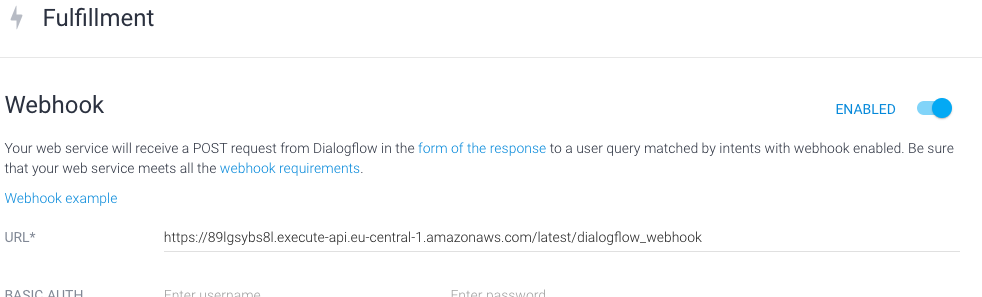 Fulfillment
Webhook
ENABLED
Your web service will receive a POST request from Dialogflow in the form of the response to a user query matched by intents with webhook enabled. Be sure
that your web service meets all the webhook requirements.
Webhook example
URL*
https://89lgsybs8l.execute-api.eu-central-1.amazonaws.com/latest/dialogflow_webhook
BASIC AUTH
Enter username
Enter password